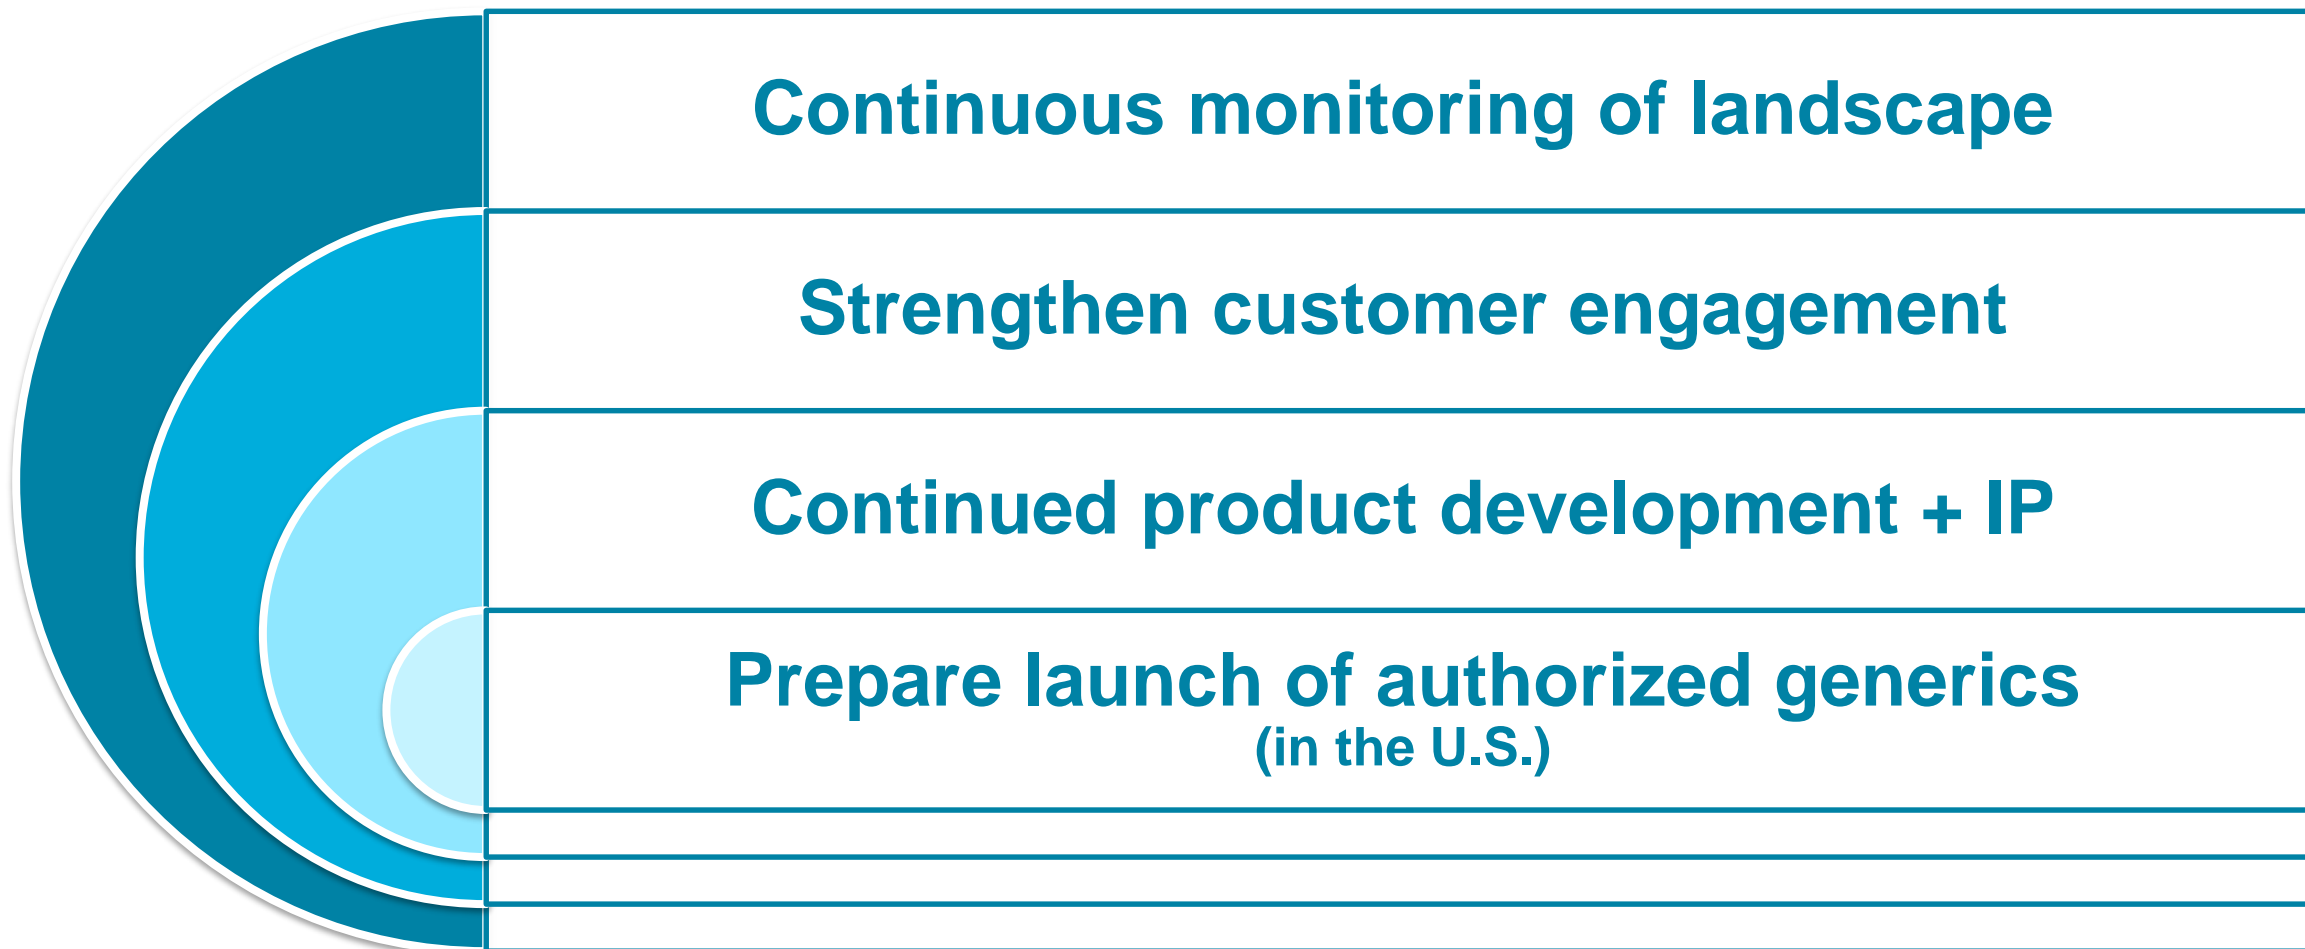 Continuous monitoring of landscape
Strengthen customer engagement
Continued product development + IP
Prepare launch of authorized generics
(in the U.S.)